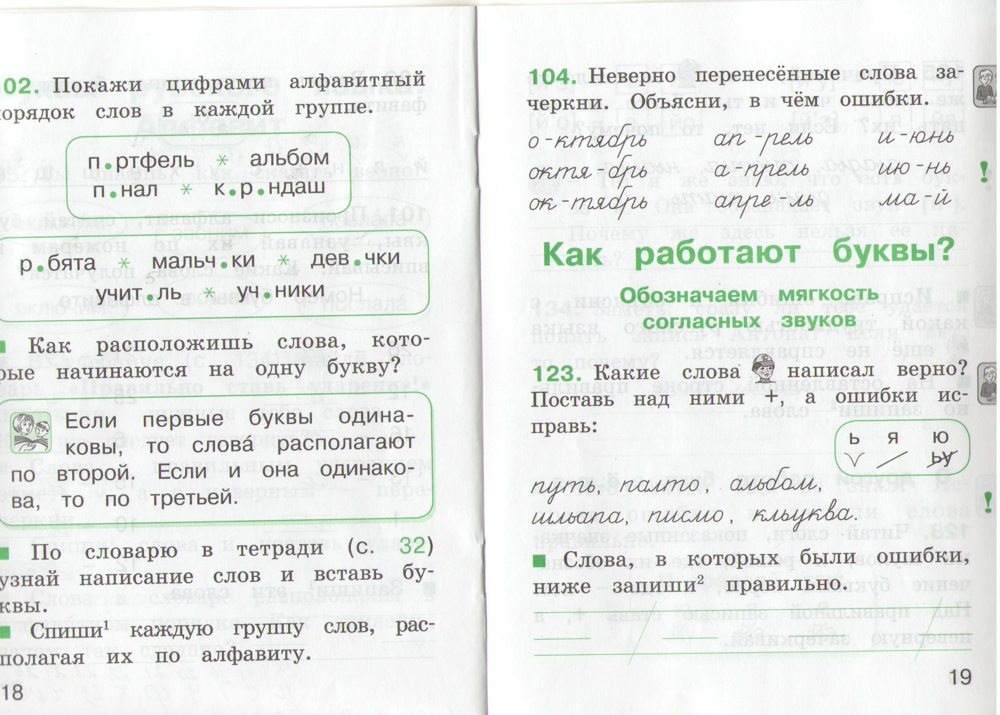 02. Покажи цифрами алфавитный
порядок слов в каждой группе.
п•ртфель * альбом
п•нал * к•р•ндаш
р•бята * мальч•ки * дев•чки
учит•ль * уч•ники
Как расположишь слова, кото-
рые начинаются на одну букву?
Если первые буквы одина-
ковы, то словá располагают
по второй. Если и она одинако-
ва, то по третьей.
По словарю в тетради (с. 32)
узнай написание слов и вставь бу-
квы.
Спиши¹ каждую группу слов, рас-
полагая их по алфавиту.
18
104. Неверно перенесённые слова за-
черкни. Объясни, в чём ошибки.
о-ктябрь ап-рель и-юнь
октя-брь а-прель ию-нь
ок-тябрь апре-ль ма-й
!
Как работают буквы?
Обозначаем мягкость
согласных звуков
123. Какие слова написал верно?
Поставь над ними +, а ошибки ис-
правь:
ь я ю
ьу
путь, палто, альбом,
шльапа, писмо, кльуква.
!
Слова, в которых были ошибки,
ниже запиши² правильно.
19